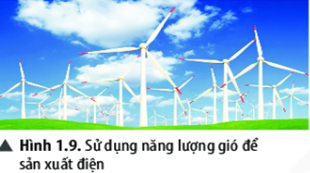 ▲ Hình 1.9. Sử dụng năng lượng gió để
sản xuất điện